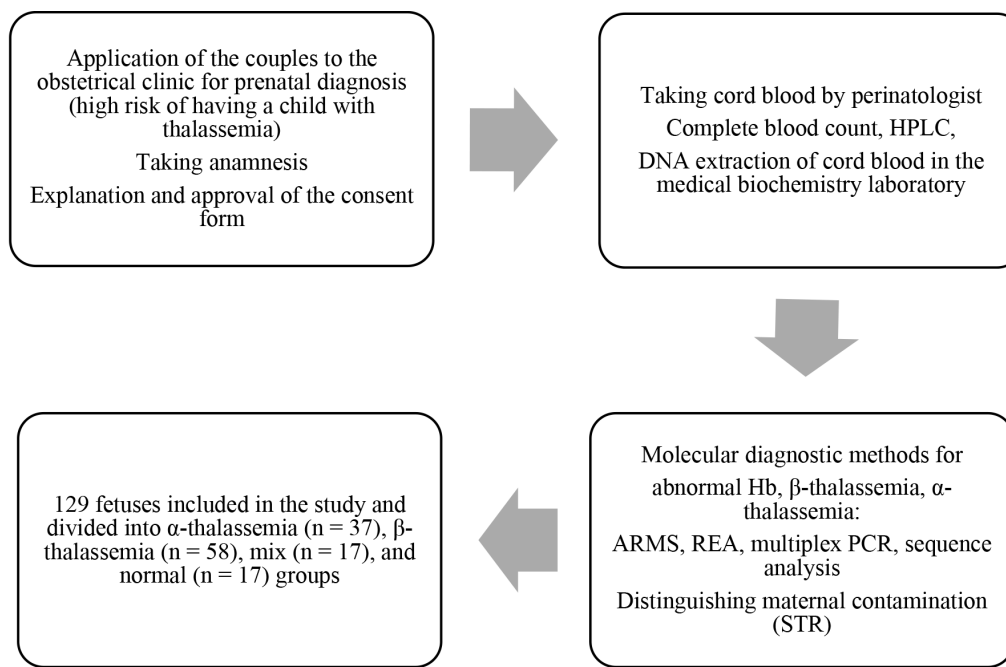 Application of the couples to the
obstetrical clinic for prenatal diagnosis
(high risk of having a child with
thalassemia)
Taking anamnesis
Explanation and approval of the consent
form
Taking cord blood by perinatologist
Complete blood count, HPLC,
DNA extraction of cord blood in the
medical biochemistry laboratory
Molecular diagnostic methods for
abnormal Hb, β-thalassemia, α-
thalassemia:
ARMS, REA, multiplex PCR, sequence
analysis
Distinguishing maternal contamination
(STR)
129 fetuses included in the study and
divided into α-thalassemia (n = 37), β-
thalassemia (n = 58), mix (n = 17), and
normal (n = 17) groups